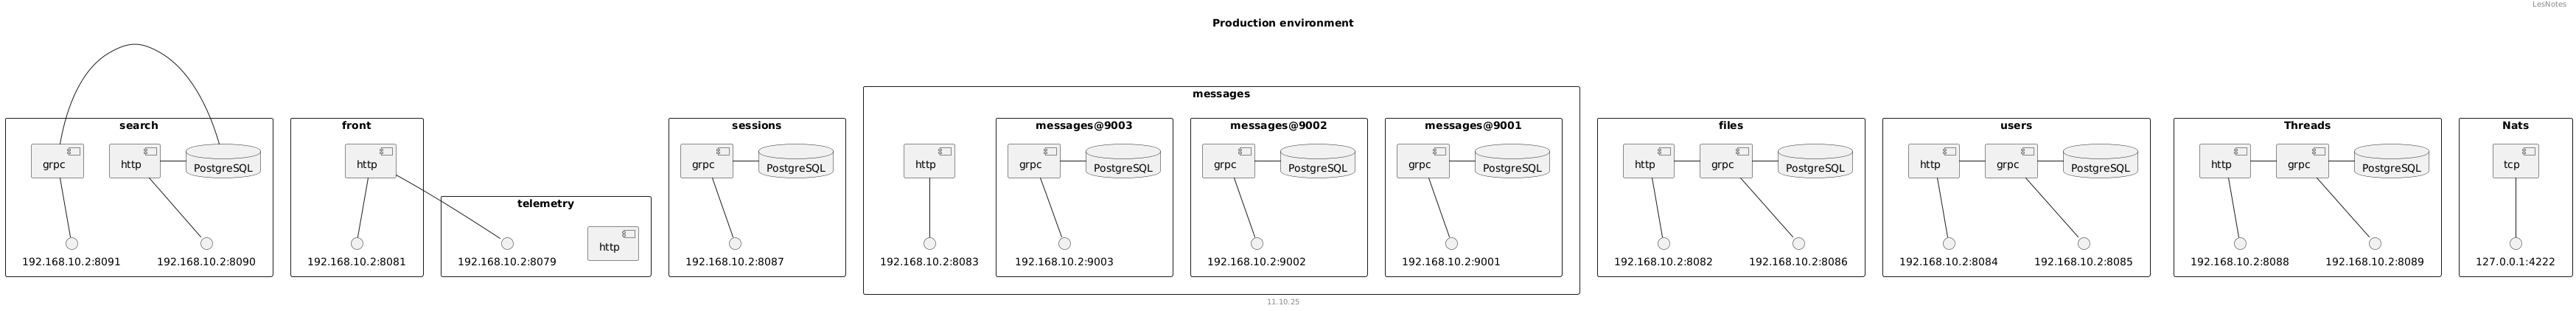 LesNotes
Production environment
search
grpc
http
PostgreSQL
192.168.10.2:8091
192.168.10.2:8090
front
http
192.168.10.2:8081
telemetry
http
192.168.10.2:8079
sessions
grpc
PostgreSQL
192.168.10.2:8087
messages
http
192.168.10.2:8083
messages@9003
grpc
PostgreSQL
192.168.10.2:9003
messages@9002
grpc
PostgreSQL
192.168.10.2:9002
messages@9001
grpc
PostgreSQL
192.168.10.2:9001
files
http
grpc
PostgreSQL
192.168.10.2:8082
192.168.10.2:8086
users
http
grpc
PostgreSQL
192.168.10.2:8084
192.168.10.2:8085
Threads
http
grpc
PostgreSQL
192.168.10.2:8088
192.168.10.2:8089
Nats
tcp
127.0.0.1:4222
11.10.25